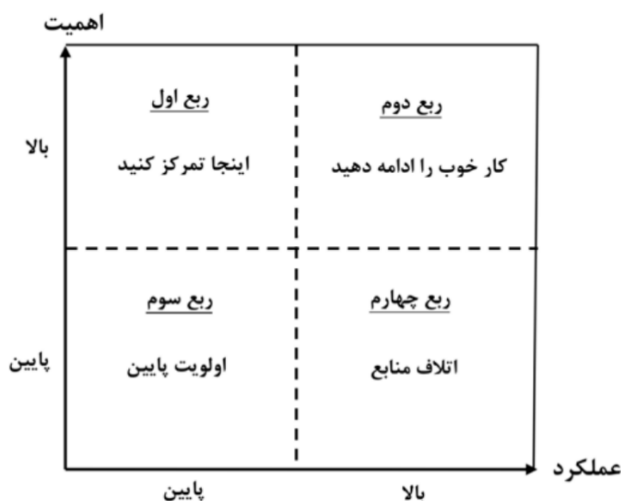 اهمیت
ربع دوم
ربع اول
کار خوب را ادامه دهید
اینجا تمرکز کنید
بالا
ربع چهارم
ربع سوم
اتلاف منابع
اولویت پایین
پایین
عملکرد
بالا
پایین